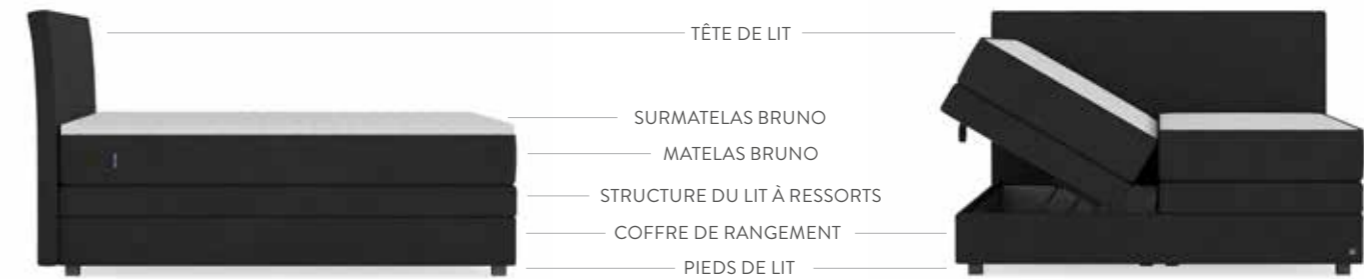 TÊTE DE LIT
SURMATELAS BRUNO
MATELAS BRUNO
STRUCTURE DU LIT À RESSORTS
COFFRE DE RANGEMENT
PIEDS DE LIT